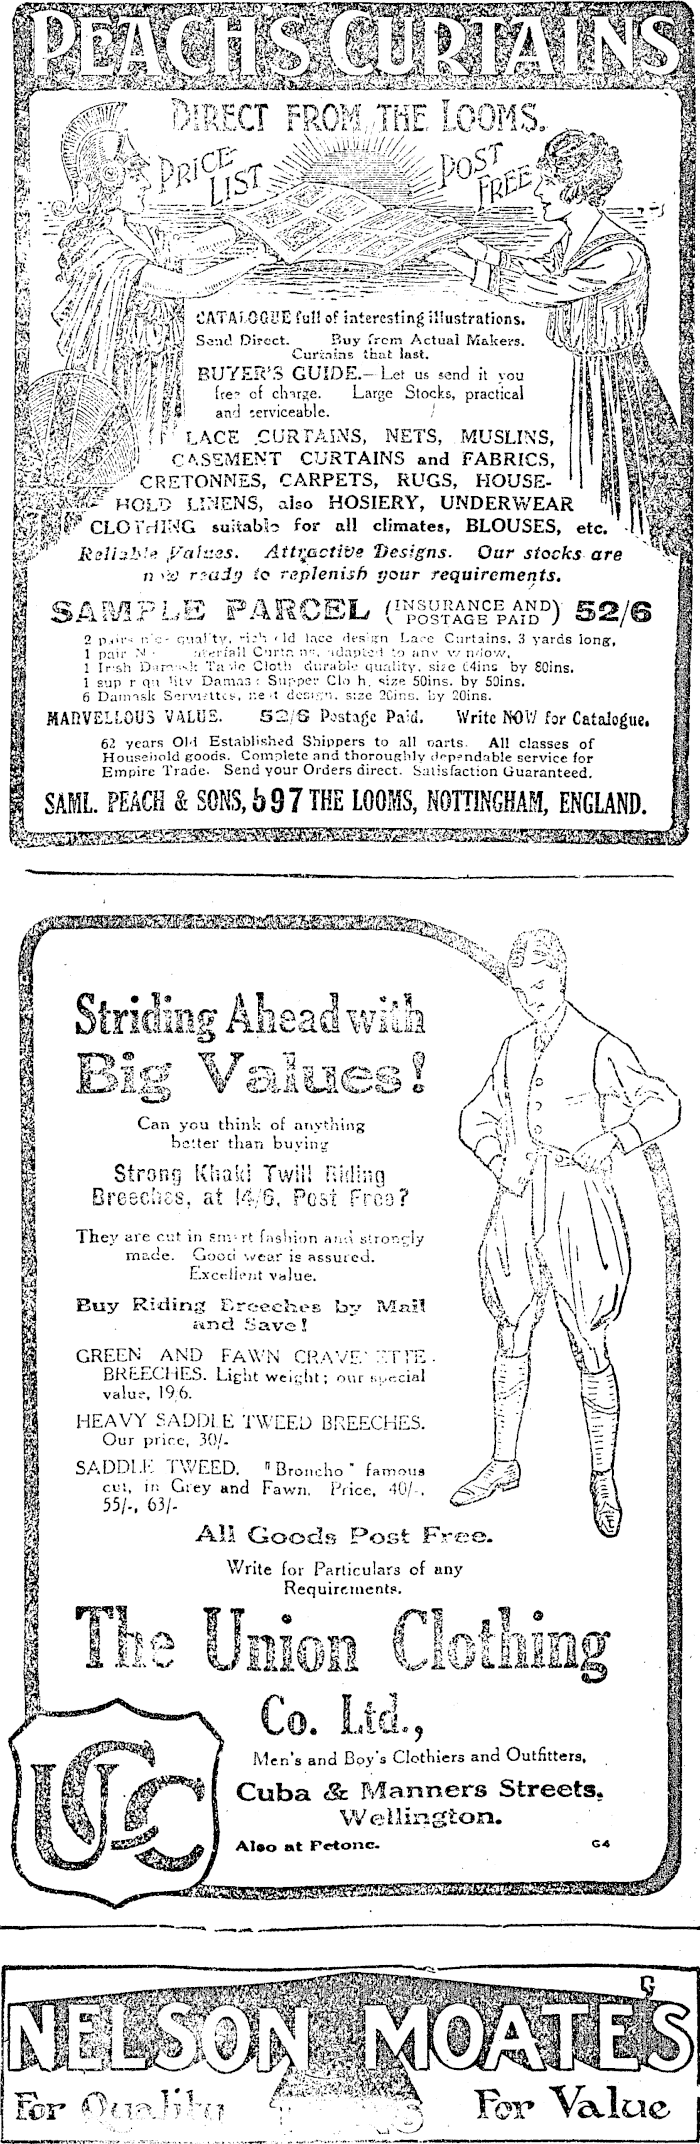 PEACH'S CURTAINS
DIRECT FROM THE LOOMS.
PRICE- LIST
POST FREE
CATALOGUE full of interesting illustrations.
Send Direct. Buy from Actual Makers.
Curtains that last.
BUYER'S GUIDE.—Let us send it you
free of charge. Large Stocks, practical
and serviceable.
LACE CURTAINS, NETS, MUSLINS,
CASEMENT CURTAINS and FABRICS,
CRETONNES, CARPETS, RUGS, HOUSE-
HOLD LINENS, also HOSIERY, UNDERWEAR
CLOTHING suitable for all climates, BLOUSES, etc.
Reliable Values. Attractive Designs. Our stocks are
now ready to replenish your requirements.
SAMPLE PARCEL (INSURANCE AND POSTAGE PAID) 52/6
2 pairs nice quality, rich old lace design Lace Curtains, 3 yards long,
1 pair Curtains, adapted to any window,
1 Irish Damask Table Cloth durable quality, size 64ins. by 80ins.
1 superquality Damask Supper Cloth, size 50ins. by 50ins.
6 Damask Serviettes, neat design, size 20ins. by 20ins.
MARVELLOUS VALUE. 52/6 Postage Paid. Write NOW for Catalogue.
62 years Old Established Shippers to all parts. All classes of
Household goods. Complete and thoroughly dependable service for
Empire Trade. Send your Orders direct. Satisfaction Guaranteed.
SAML. PEACH & SONS, 697 THE LOOMS, NOTTINGHAM, ENGLAND.
Striding Ahead with
Big Values!
Can you think of anything
better than buying
Strong Khaki Twill Riding
Breeches, at 14/6, Post Free?
They are cut in smart fashion and strongly
made. Good wear is assured.
Excellent value.
Buy Riding Breeches by Mail
and Save!
GREEN AND FAWN CRAVENETTE
BREECHES. Light weight; our special
value, 19/6.
HEAVY SADDLE TWEED BREECHES.
Our price, 30/-
SADDLE TWEED. "Broncho" famous
cut, in Grey and Fawn. Price, 40/-,
55/-, 63/-
All Goods Post Free.
Write for Particulars of any
Requirements.
The Union Clothing
Co. Ltd.,
Men's and Boy's Clothiers and Outfitters,
Cuba & Manners Streets,
Wellington.
Also at Petone. G4
UCC
G
NELSON MOATE'S
For Quality TEAS For Value